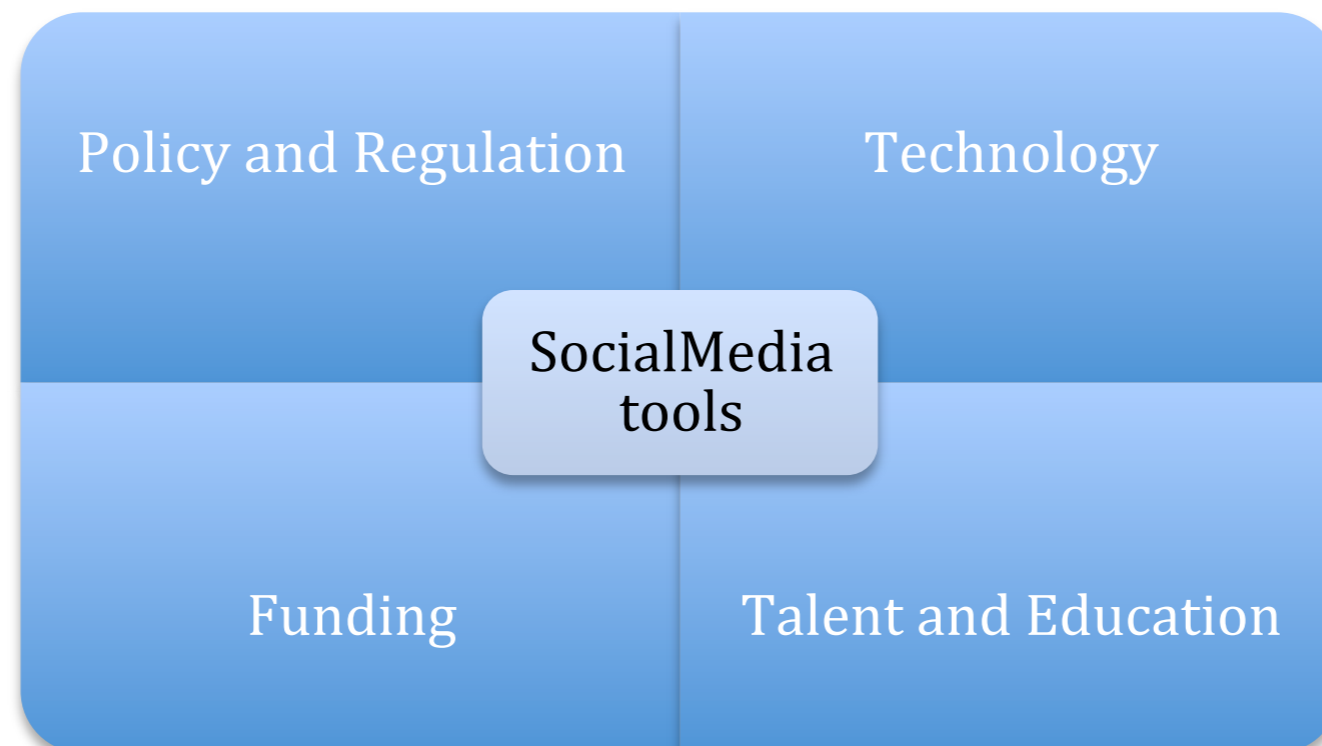 Policy and Regulation
Technology
SocialMedia
tools
Funding
Talent and Education